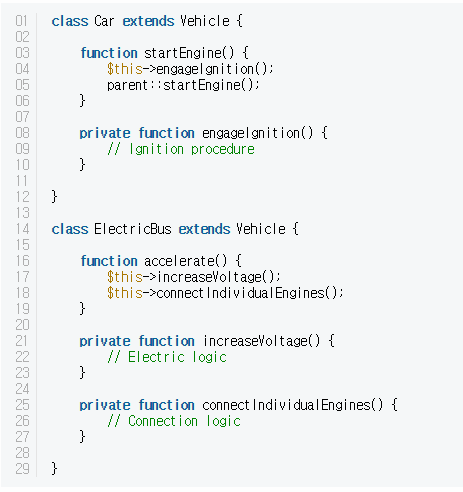 01 class Car extends Vehicle {
02
03 function startEngine() {
04 $this->engageIgnition();
05 parent::startEngine();
06 }
07
08 private function engageIgnition() {
09 // Ignition procedure
10 }
11
12 }
13
14 class ElectricBus extends Vehicle {
15
16 function accelerate() {
17 $this->increaseVoltage();
18 $this->connectIndividualEngines();
19 }
20
21 private function increaseVoltage() {
22 // Electric logic
23 }
24
25 private function connectIndividualEngines() {
26 // Connection logic
27 }
28
29 }